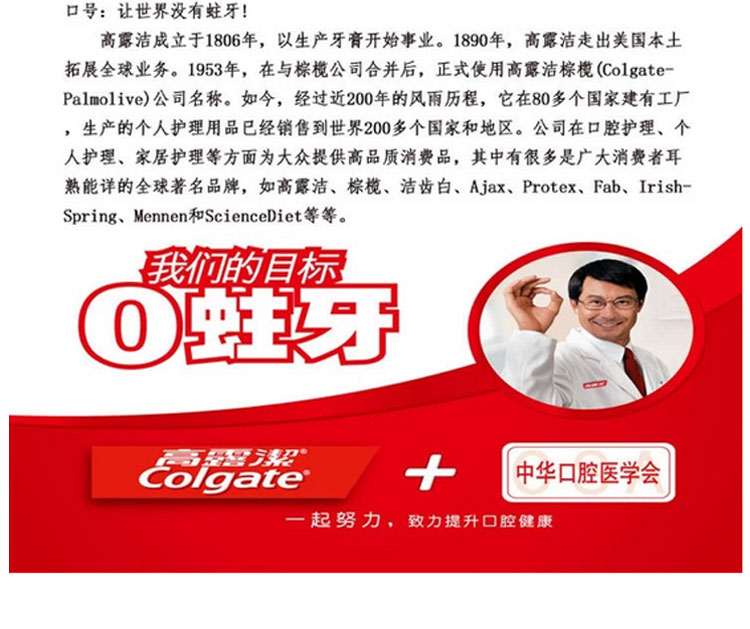 口号：让世界没有蛀牙！
高露洁成立于1806年，以生产牙膏开始事业。1890年，高露洁走出美国本土
拓展全球业务。1953年，在与棕榄公司合并后，正式使用高露洁棕榄(Colgate-
Palmolive)公司名称。如今，经过近200年的风雨历程，它在80多个国家建有工厂
，生产的个人护理用品已经销售到世界200多个国家和地区。公司在口腔护理、个
人护理、家居护理等方面为大众提供高品质消费品，其中有很多是广大消费者耳
熟能详的全球著名品牌，如高露洁、棕榄、洁齿白、Ajax、Protex、Fab、Irish-
Spring、Mennen和ScienceDiet等等。
我们的目标
0蛀牙
高露潔®
Colgate®
+
中华口腔医学会
一起努力，致力提升口腔健康